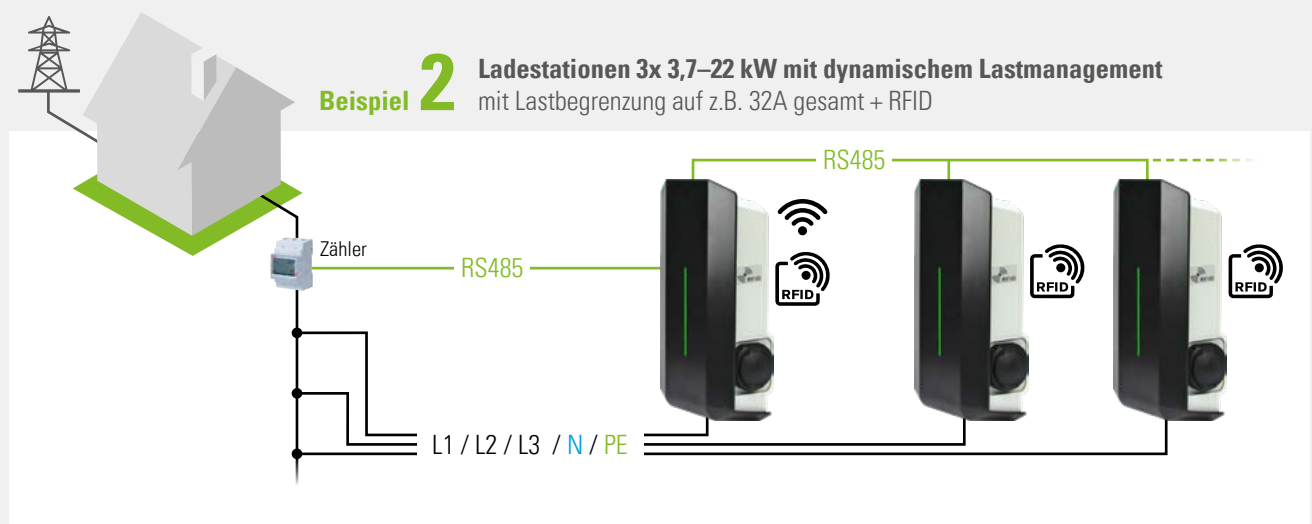 Beispiel 2
Ladestationen 3x 3,7–22 kW mit dynamischem Lastmanagement
mit Lastbegrenzung auf z.B. 32A gesamt + RFID
RS485
Zähler
RS485
RFID
RFID
RFID
L1 / L2 / L3 / N / PE